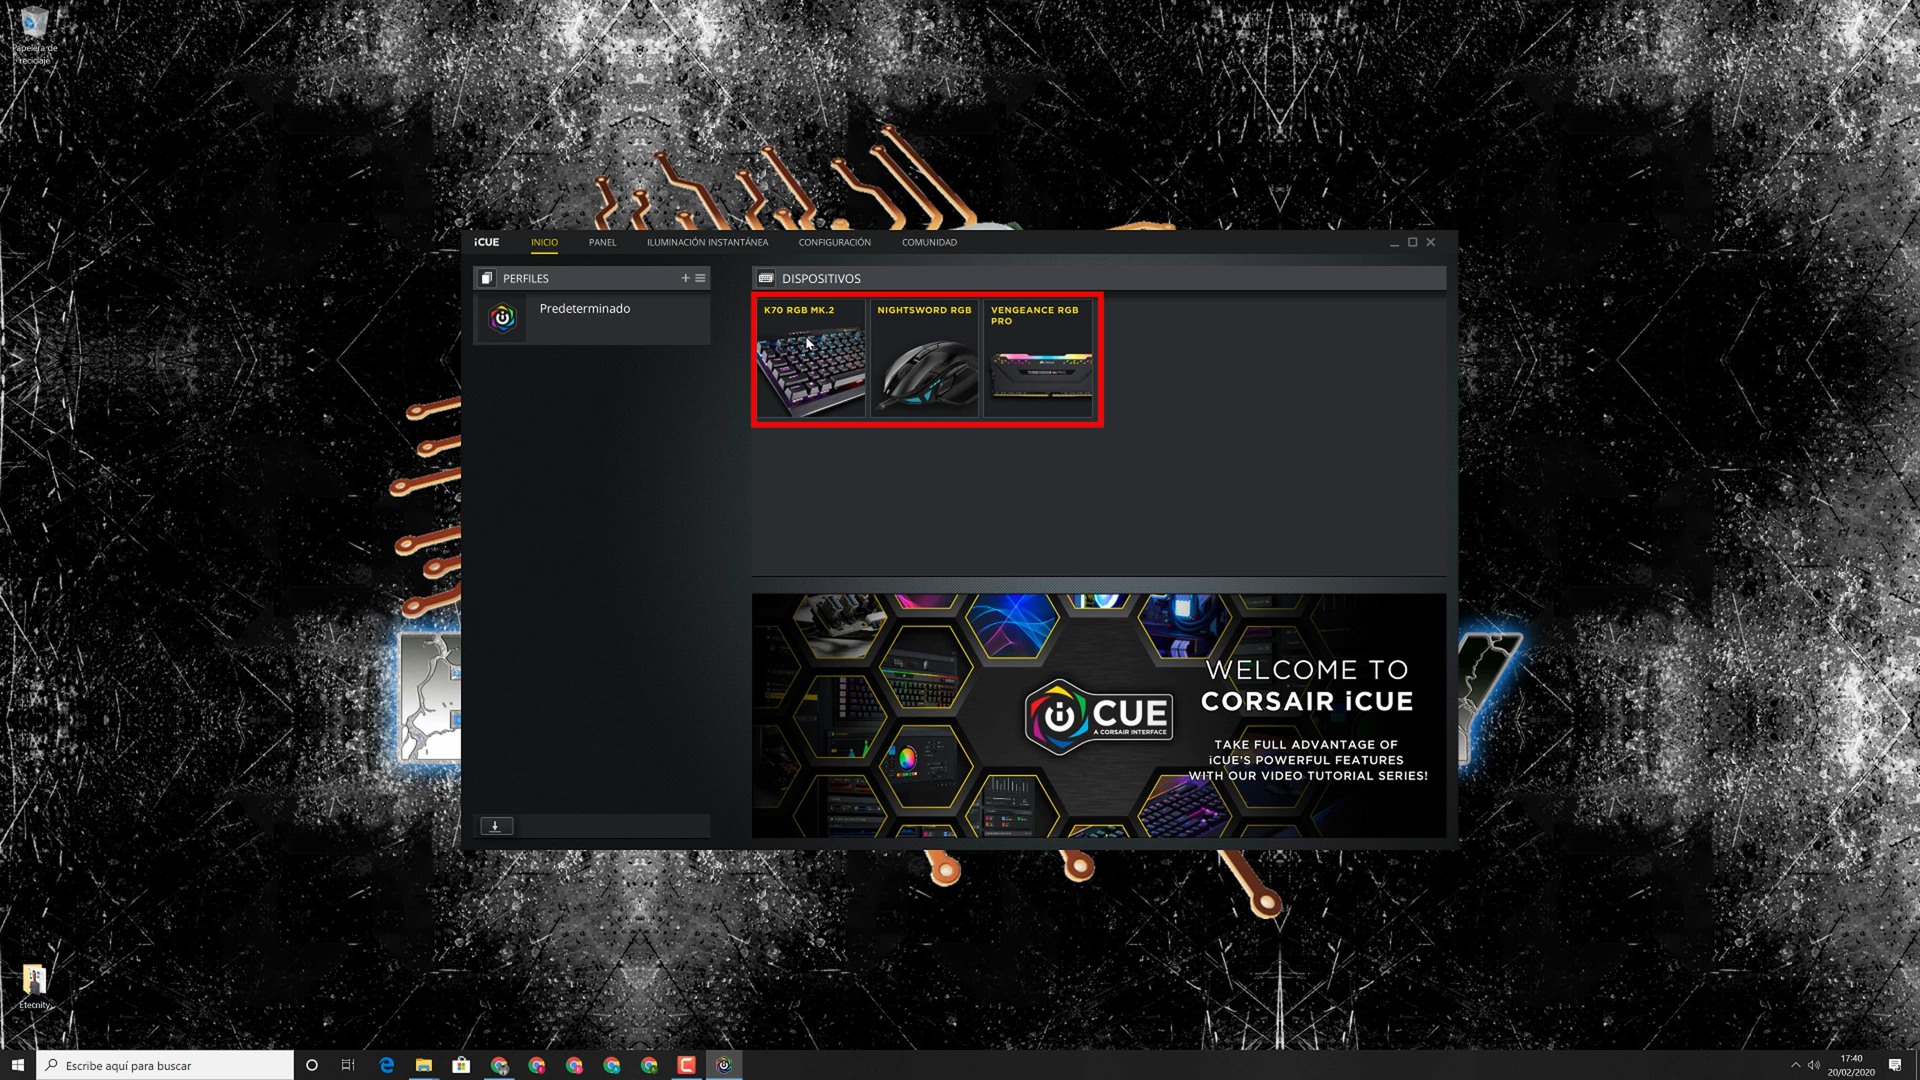 Papelera de
reciclaje
iCUE
INICIO
PANEL
ILUMINACIÓN INSTANTÁNEA
CONFIGURACIÓN
COMUNIDAD
PERFILES
Predeterminado
DISPOSITIVOS
K70 RGB MK.2
NIGHTSWORD RGB
VENGEANCE RGB
PRO
CUE
A CORSAIR INTERFACE
WELCOME TO
CORSAIR iCUE
TAKE FULL ADVANTAGE OF
iCUE'S POWERFUL FEATURES
WITH OUR VIDEO TUTORIAL SERIES!
Etecnity
Escribe aquí para buscar
17:40
20/02/2020